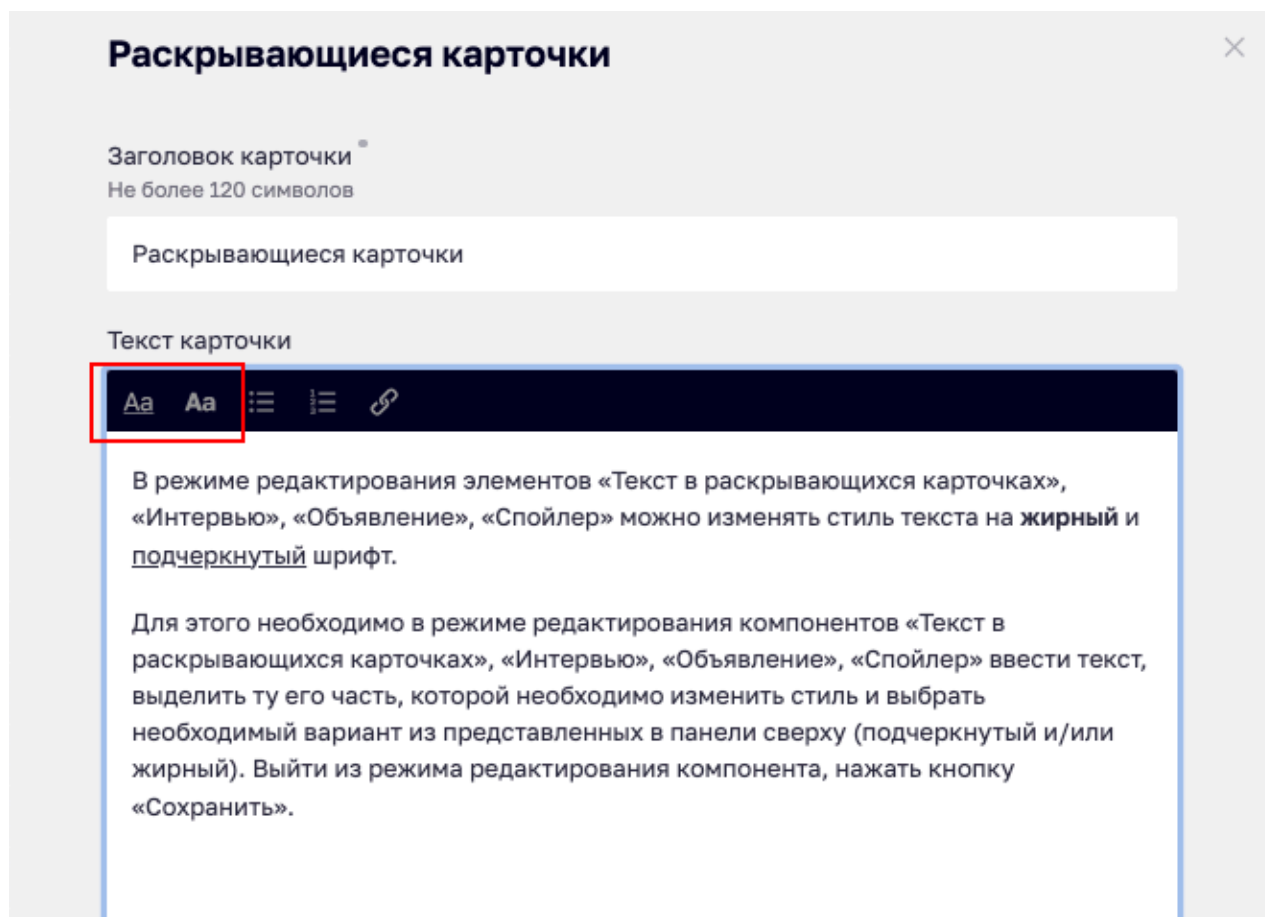 Раскрывающиеся карточки
Заголовок карточки
Не более 120 символов
Раскрывающиеся карточки
Текст карточки
Aa Aa
В режиме редактирования элементов «Текст в раскрывающихся карточках»,
«Интервью», «Объявление», «Спойлер» можно изменять стиль текста на жирный и
подчеркнутый шрифт.
Для этого необходимо в режиме редактирования компонентов «Текст в
раскрывающихся карточках», «Интервью», «Объявление», «Спойлер» ввести текст,
выделить ту его часть, которой необходимо изменить стиль и выбрать
необходимый вариант из представленных в панели сверху (подчеркнутый и/или
жирный). Выйти из режима редактирования компонента, нажать кнопку
«Сохранить».